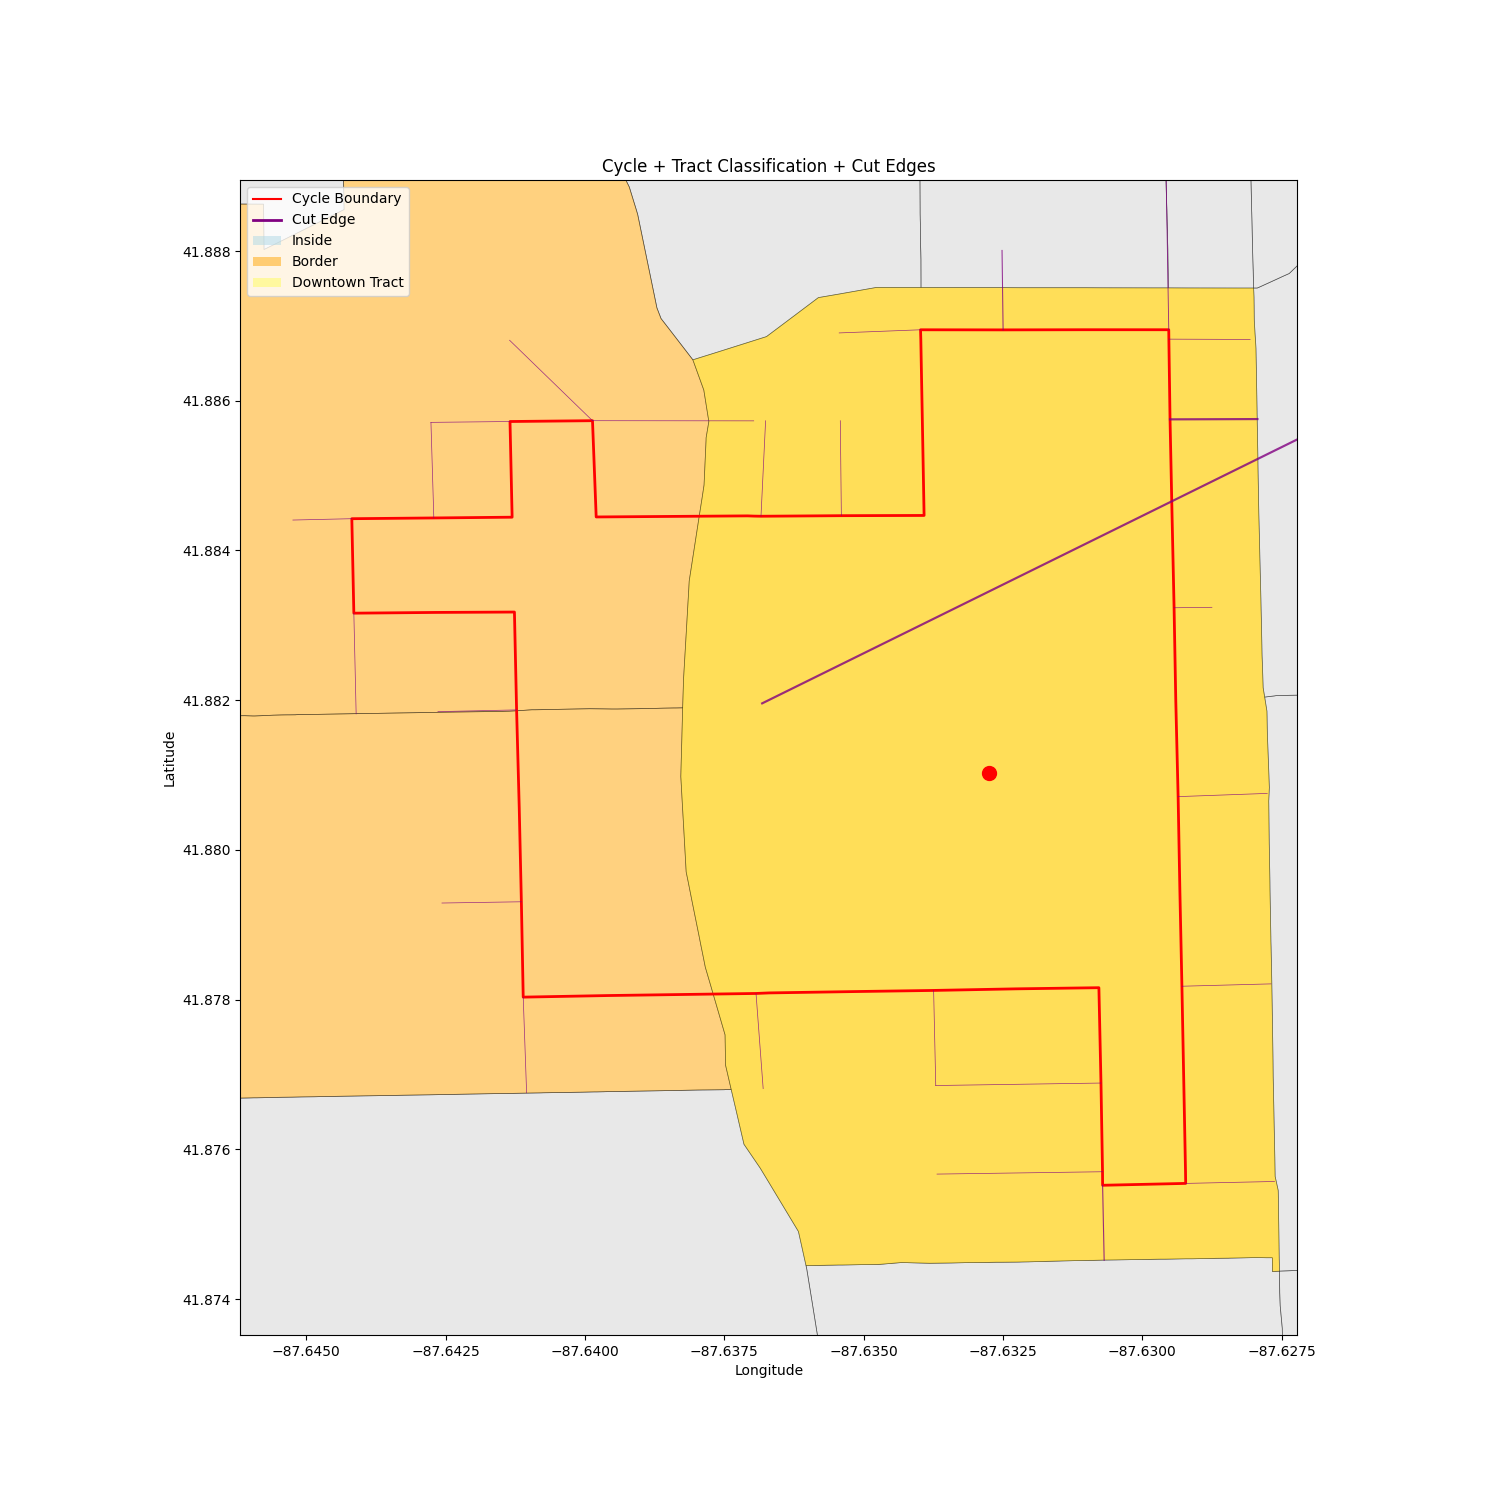 Cycle + Tract Classification + Cut Edges
Cycle Boundary
Cut Edge
Inside
Border
Downtown Tract
41.888
41.886
41.884
41.882
41.880
41.878
41.876
41.874
Latitude
−87.6450 −87.6425 −87.6400 −87.6375 −87.6350 −87.6325 −87.6300 −87.6275
Longitude